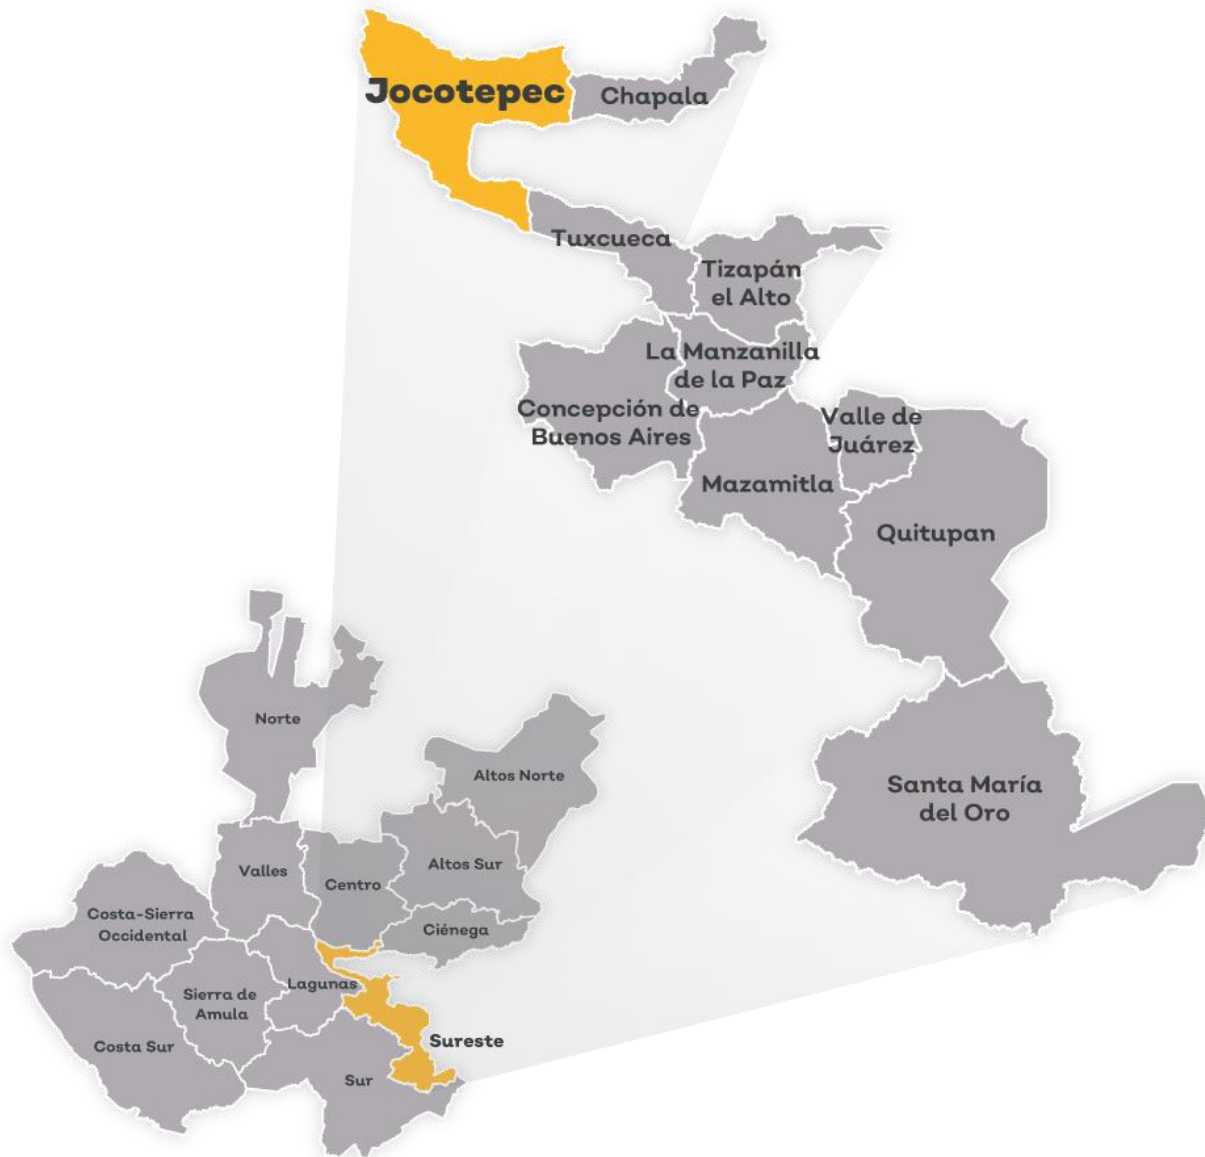 Jocotepec
Chapala
Tuxcueca
Tizapán
el Alto
La Manzanilla
de la Paz
Concepción de
Buenos Aires
Valle de
Juárez
Mazamitla
Quitupan
Santa María
del Oro
Norte
Altos Norte
Valles
Centro
Altos Sur
Costa-Sierra
Occidental
Ciénega
Lagunas
Sierra de
Amula
Costa Sur
Sureste
Sur